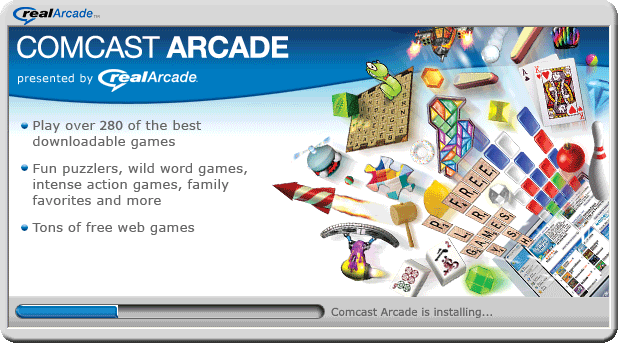 realArcade™
COMCAST ARCADE
presented by realArcade.
Play over 280 of the best
downloadable games
Fun puzzlers, wild word games,
intense action games, family
favorites and more
Tons of free web games
FREE
GAMES
Comcast Arcade is installing...